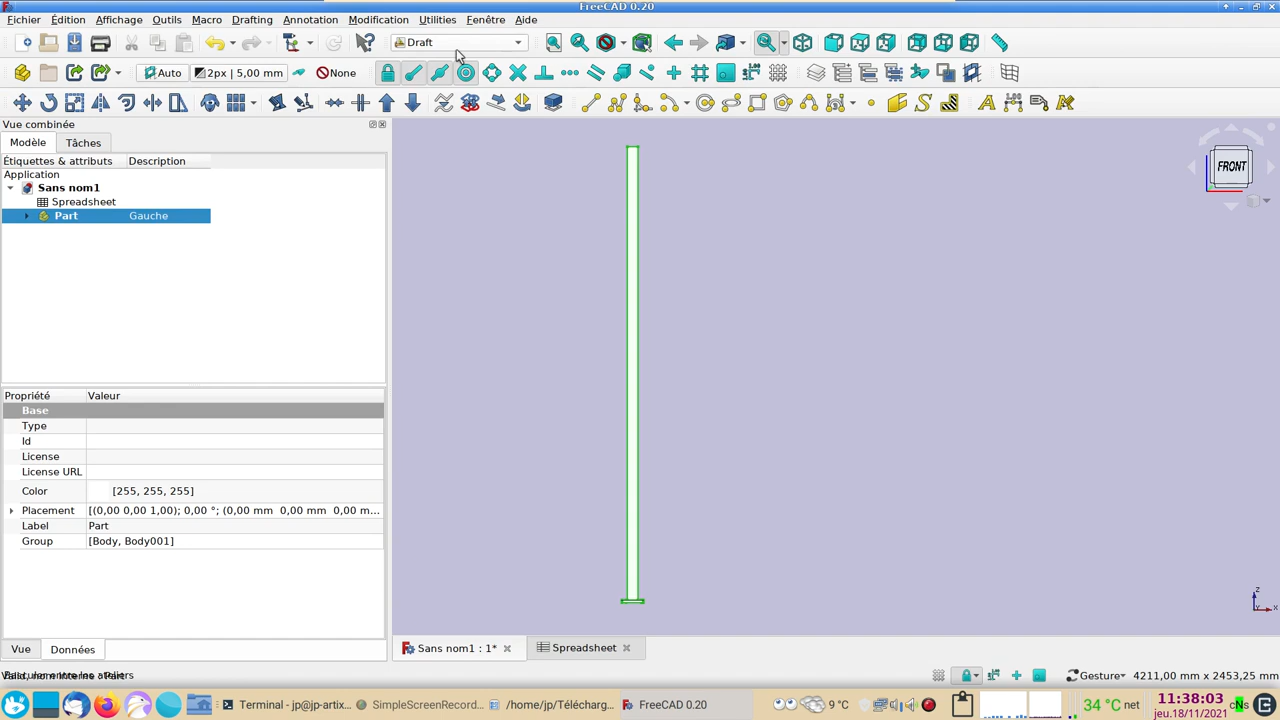 FreeCAD 0.20
Fichier Édition Affichage Outils Macro Drafting Annotation Modification Utilities Fenêtre Aide
Draft
Auto 2px | 5,00 mm None
Vue combinée
Modèle Tâches
Étiquettes & attributs Description
Application
Sans nom1
Spreadsheet
Part Gauche
FRONT
Propriété Valeur
Base
Type
Id
License
License URL
Color [255, 255, 255]
Placement [(0,00 0,00 1,00); 0,00 °; (0,00 mm 0,00 mm 0,00 m...
Label Part
Group [Body, Body001]
z
x
Vue Données
Sans nom1 : 1* Spreadsheet
Gesture 4211,00 mm x 2453,25 mm
Terminal - jp@jp-artix... SimpleScreenRecord... /home/jp/Télécharg... FreeCAD 0.20 9 °C 34 °C net 11:38:03
jeu.18/11/2021